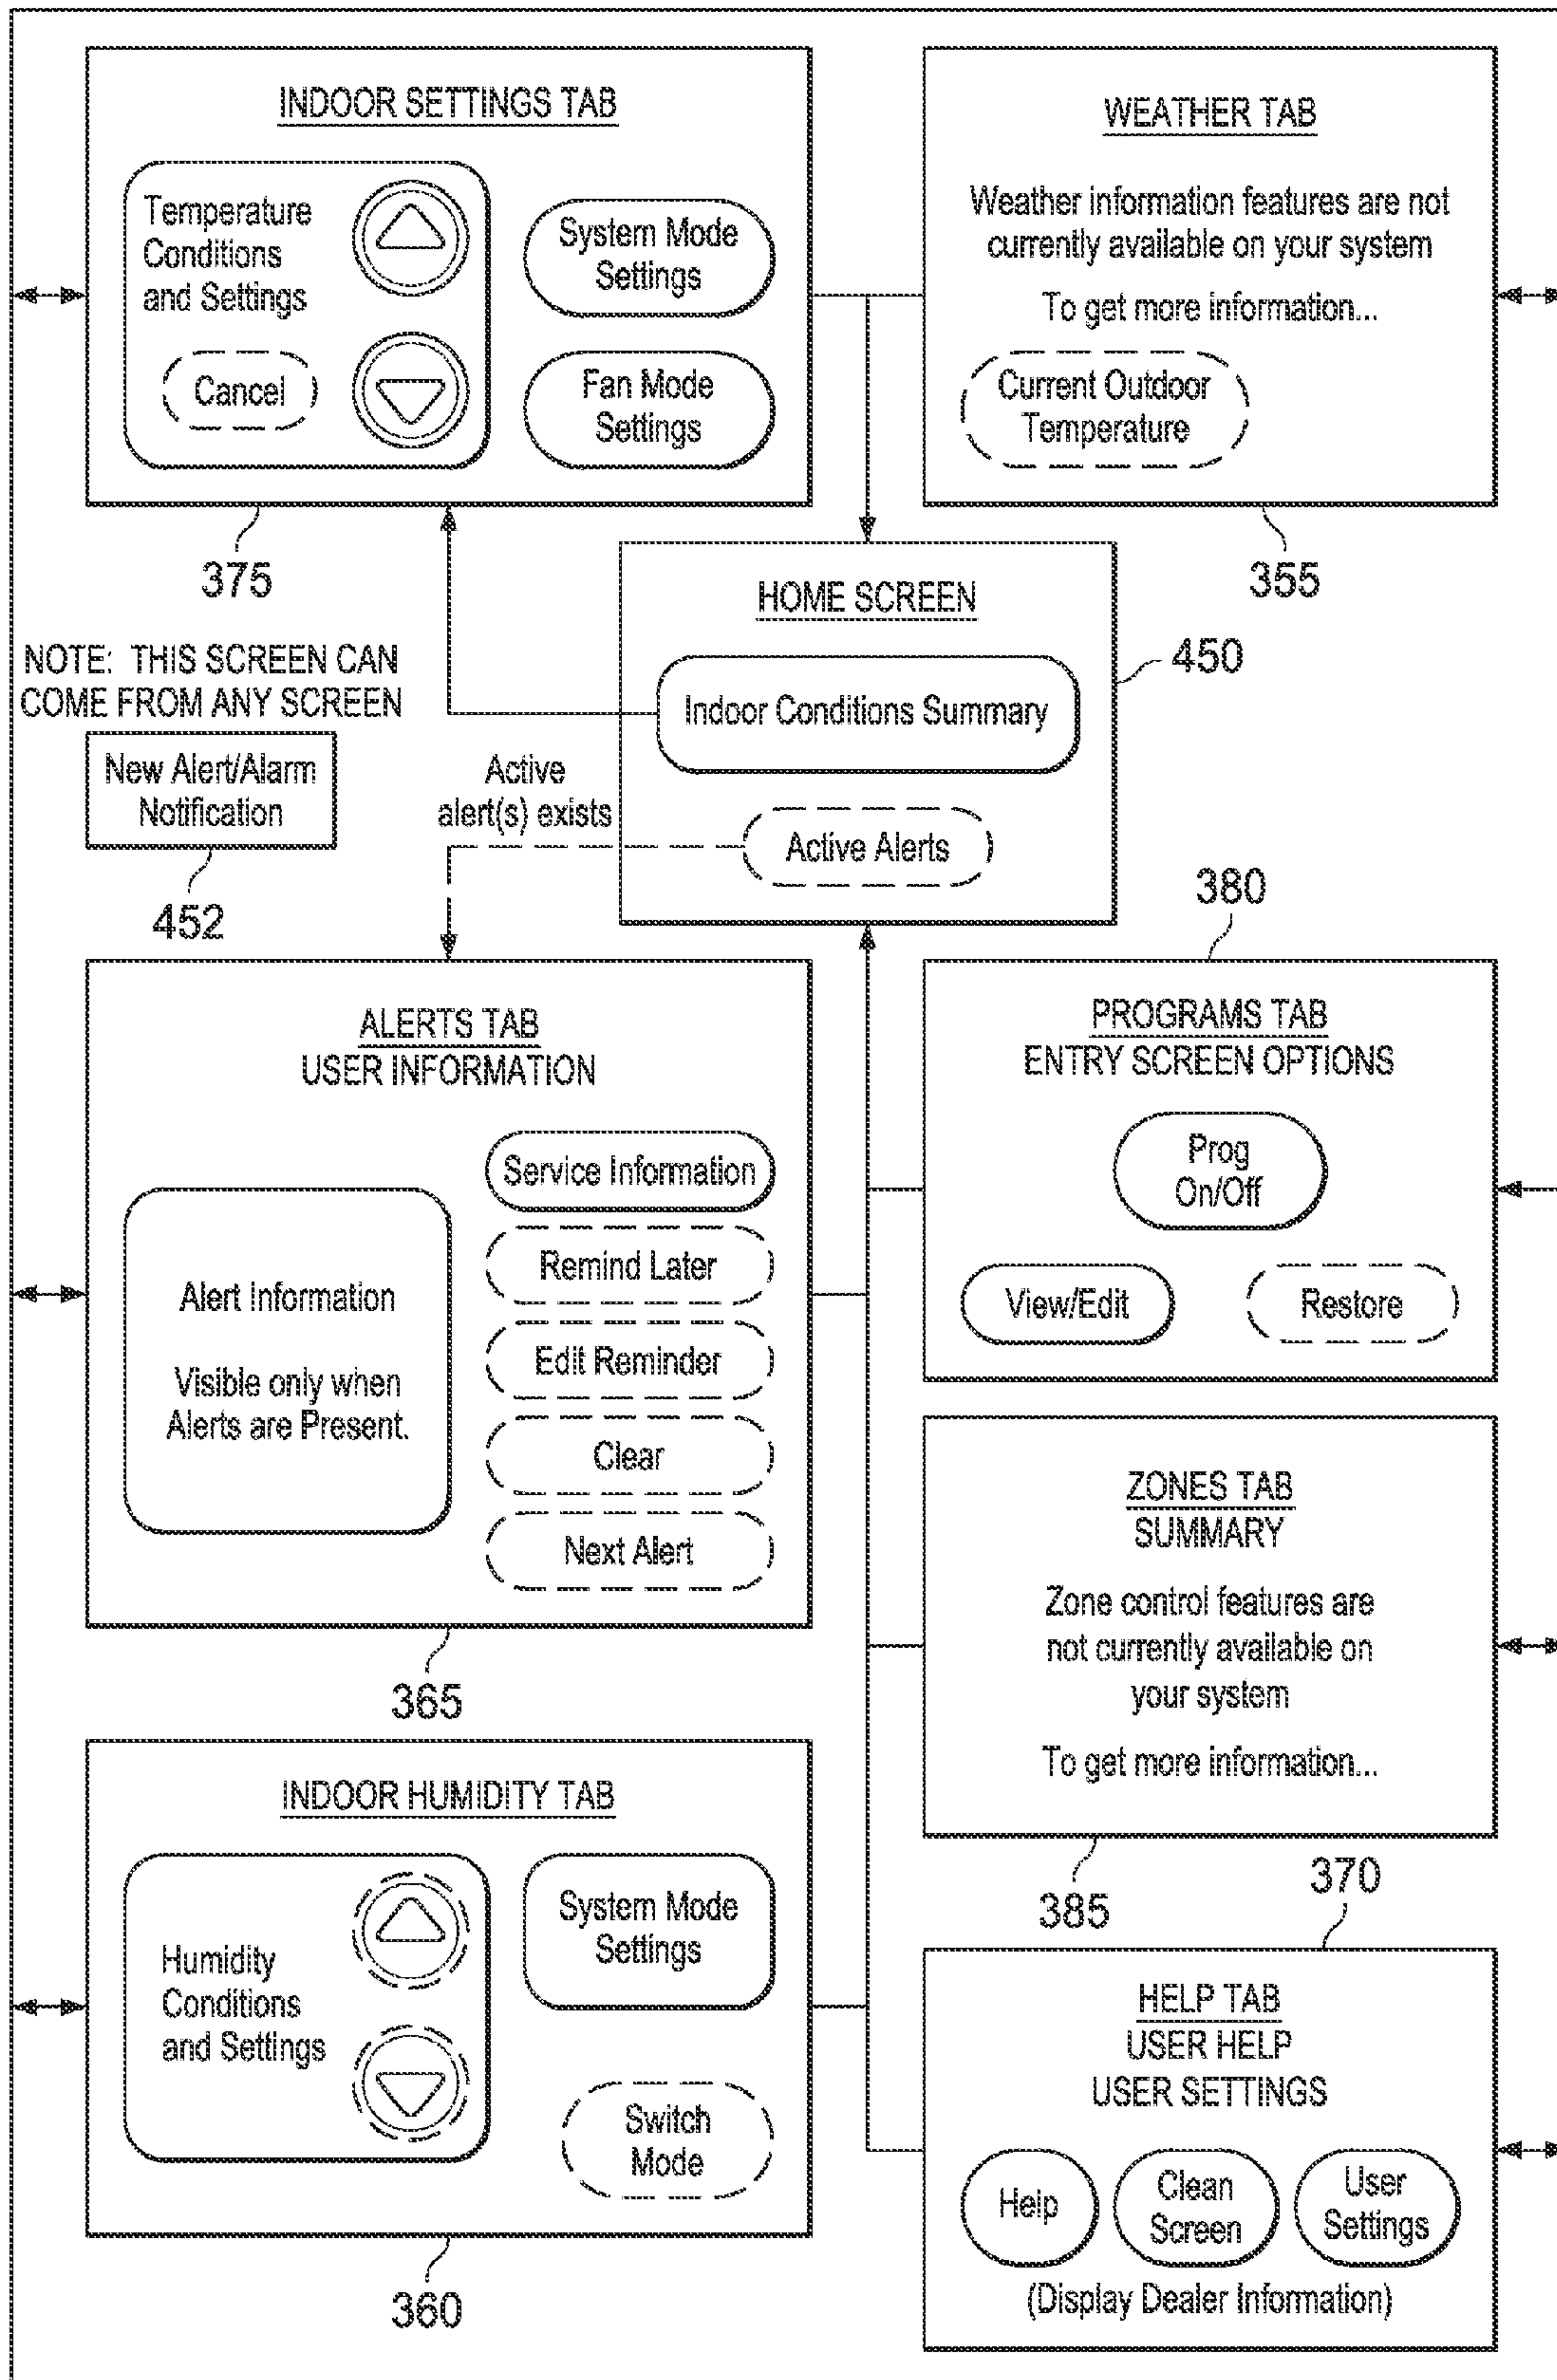 INDOOR SETTINGS TAB
Temperature
Conditions
and Settings
Cancel
System Mode
Settings
Fan Mode
Settings
375
WEATHER TAB
Weather information features are not
currently available on your system
To get more information...
Current Outdoor
Temperature
355
HOME SCREEN
Indoor Conditions Summary
Active Alerts
450
NOTE: THIS SCREEN CAN
COME FROM ANY SCREEN
New Alert/Alarm
Notification
452
Active
alert(s) exists
380
ALERTS TAB
USER INFORMATION
Alert Information
Visible only when
Alerts are Present.
Service Information
Remind Later
Edit Reminder
Clear
Next Alert
365
PROGRAMS TAB
ENTRY SCREEN OPTIONS
Prog
On/Off
View/Edit
Restore
ZONES TAB
SUMMARY
Zone control features are
not currently available on
your system
To get more information...
385
370
INDOOR HUMIDITY TAB
Humidity
Conditions
and Settings
System Mode
Settings
Switch
Mode
360
HELP TAB
USER HELP
USER SETTINGS
Help
Clean
Screen
User
Settings
(Display Dealer Information)